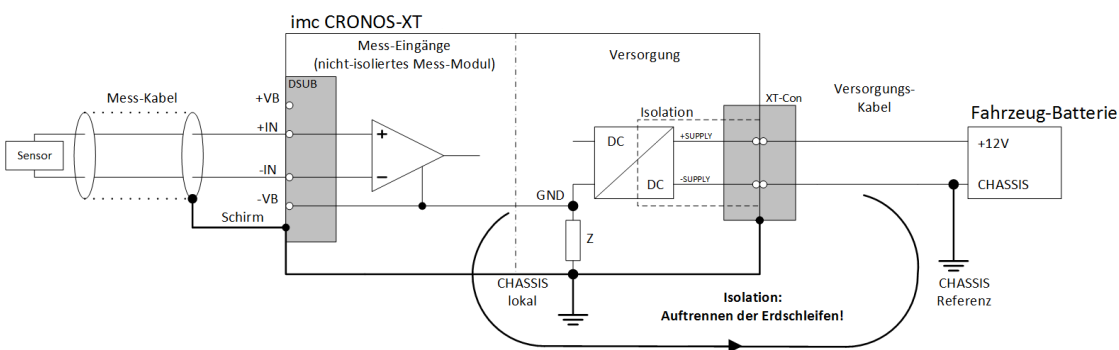 imc CRONOS-XT
Mess-Eingänge
(nicht-isoliertes Mess-Modul)
Versorgung
DSUB
Mess-Kabel
+VB
+IN
-IN
-VB
Sensor
Schirm
+
−
GND
Z
DC
DC
Isolation
+SUPPLY
-SUPPLY
XT-Con
Versorgungs-
Kabel
Fahrzeug-Batterie
+12V
CHASSIS
CHASSIS
lokal
Isolation:
Auftrennen der Erdschleifen!
CHASSIS
Referenz